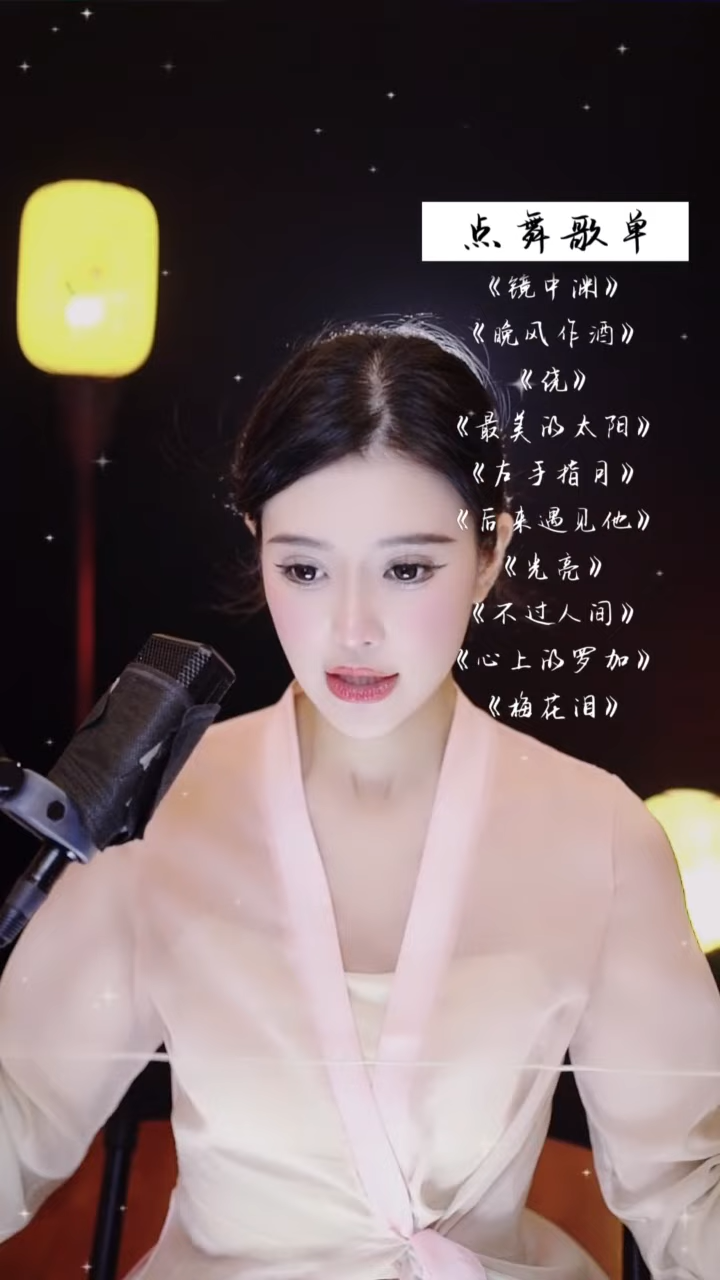 点舞歌单
《镜中渊》
《晚风作酒》
《绕》
《最美的太阳》
《左手指月》
《后来遇见他》
《光亮》
《不过人间》
《心上的罗加》
《梅花泪》